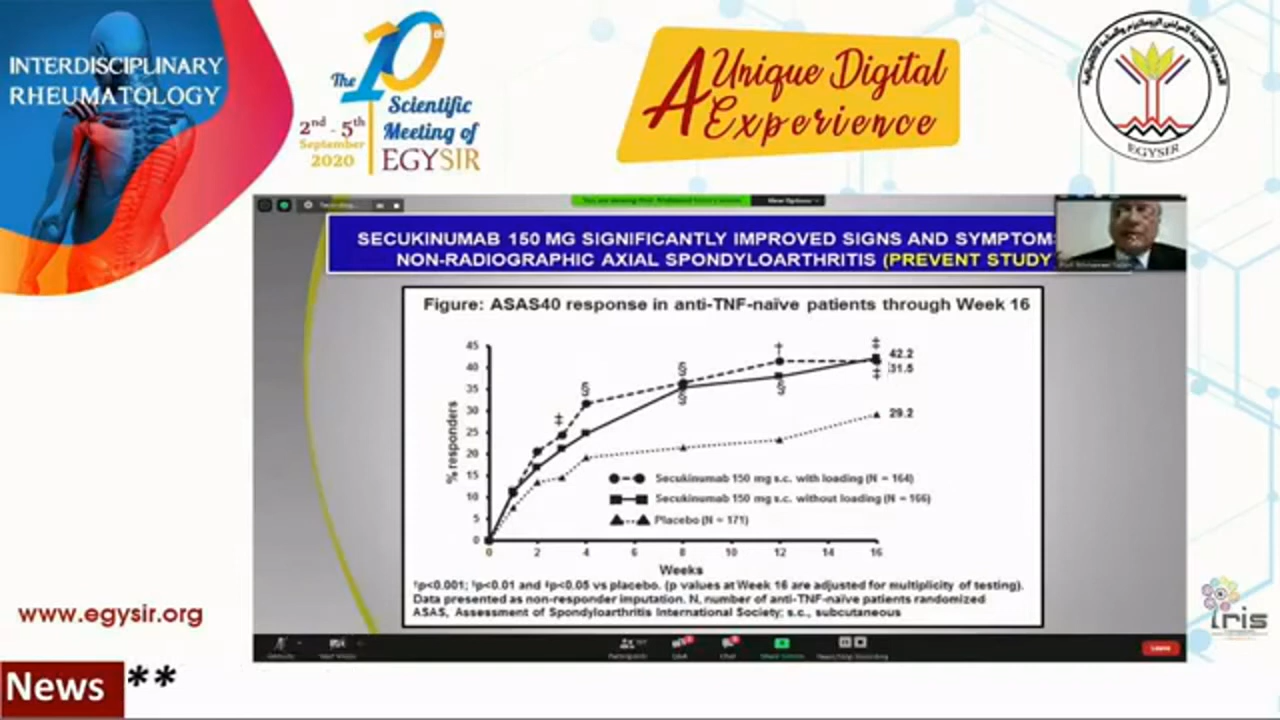 INTERDISCIPLINARY
RHEUMATOLOGY
The 10th
Scientific
Meeting of
EGYSIR
2nd - 5th
September
2020
A Unique Digital
Experience
EGYSIR
View Options
SECUKINUMAB 150 MG SIGNIFICANTLY IMPROVED SIGNS AND SYMPTOM
NON-RADIOGRAPHIC AXIAL SPONDYLOARTHRITIS (PREVENT STUDY
Figure: ASAS40 response in anti-TNF-naïve patients through Week 16
% responders
45
40
35
30
25
20
15
10
5
0
‡
§
§
§
†
§
‡
‡
42.2
31.5
29.2
Secukinumab 150 mg s.c. with loading (N = 164)
Secukinumab 150 mg s.c. without loading (N = 166)
Placebo (N = 171)
0 2 4 6 8 10 12 14 16
Weeks
†p<0.001; §p<0.01 and ‡p<0.05 vs placebo. (p values at Week 16 are adjusted for multiplicity of testing).
Data presented as non-responder imputation. N, number of anti-TNF-naïve patients randomized
ASAS, Assessment of Spondyloarthritis International Society; s.c., subcutaneous
Participants
Q&A
Chat
Leave
www.egysir.org
iris
News **